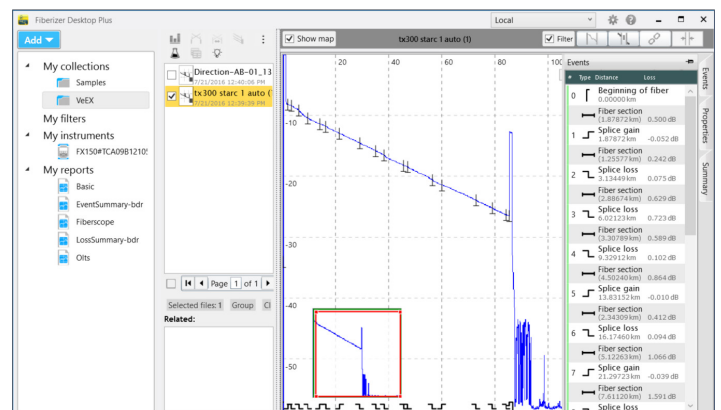 Fiberizer Desktop Plus
Local
Add
Show map
tx300 starc 1 auto (1)
Filter
My collections
Samples
VeEX
My filters
My instruments
FX150#TCA09B1210
My reports
Basic
EventSummary-bdr
Fiberscope
LossSummary-bdr
Olts
Direction-AB-01_13
7/21/2016 12:40:06 PM
tx300 starc 1 auto (
7/21/2016 12:39:39 PM
Page 1 of 1
Selected files: 1 Group Cl
Related:
20 40 60 80 100
-10
-20
-30
-40
-50
Events
# Type Distance Loss
0 Beginning of fiber
0.00000 km
Fiber section
(1.87872 km) 0.500 dB
1 Splice gain
1.87872 km -0.052 dB
Fiber section
(1.25577 km) 0.242 dB
2 Splice loss
3.13449 km 0.075 dB
Fiber section
(2.88674 km) 0.629 dB
3 Splice loss
6.02123 km 0.723 dB
Fiber section
(3.30789 km) 0.589 dB
4 Splice loss
9.32912 km 0.102 dB
Fiber section
(4.50240 km) 0.864 dB
5 Splice gain
13.83152 km -0.010 dB
Fiber section
(2.34309 km) 0.412 dB
6 Splice loss
16.17460 km 0.094 dB
Fiber section
(5.12263 km) 1.066 dB
7 Splice gain
21.29723 km -0.039 dB
Fiber section
(7.61120 km) 1.591 dB
Splice loss
Events
Properties
Summary